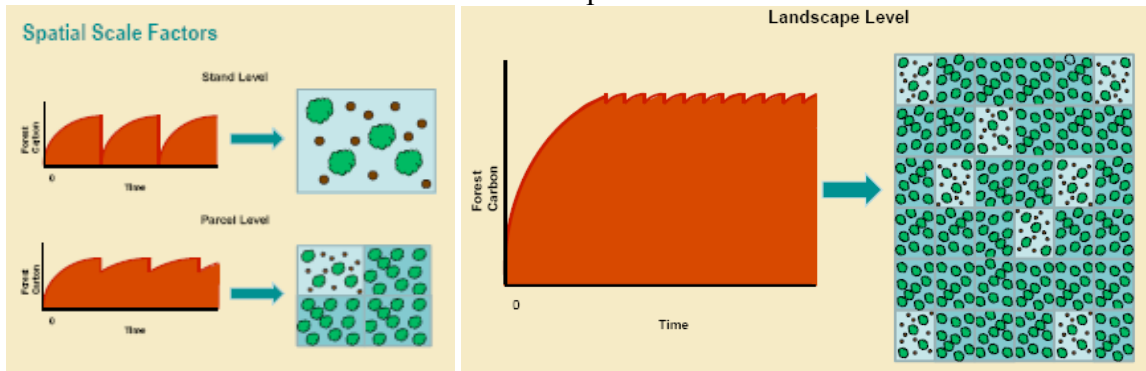 Spatial Scale Factors
Stand Level
Forest
Carbon
0
Time
Parcel Level
Forest
Carbon
0
Time
Landscape Level
Forest
Carbon
0
Time